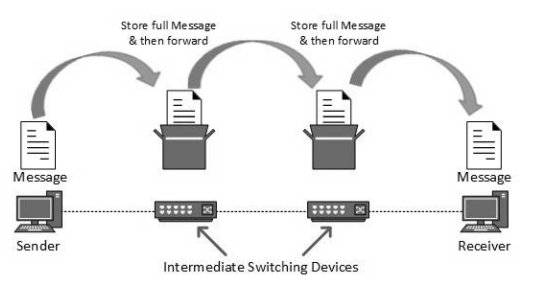 Store full Message
& then forward
Store full Message
& then forward
Message
Message
Sender
Receiver
Intermediate Switching Devices